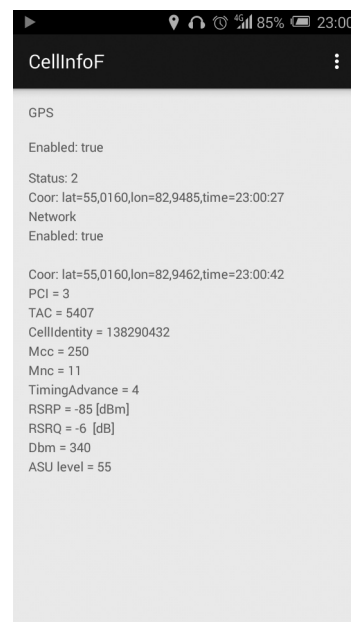 4G 85% 23:00
CellInfoF
GPS
Enabled: true
Status: 2
Coor: lat=55,0160,lon=82,9485,time=23:00:27
Network
Enabled: true
Coor: lat=55,0160,lon=82,9462,time=23:00:42
PCI = 3
TAC = 5407
CellIdentity = 138290432
Mcc = 250
Mnc = 11
TimingAdvance = 4
RSRP = -85 [dBm]
RSRQ = -6 [dB]
Dbm = 340
ASU level = 55